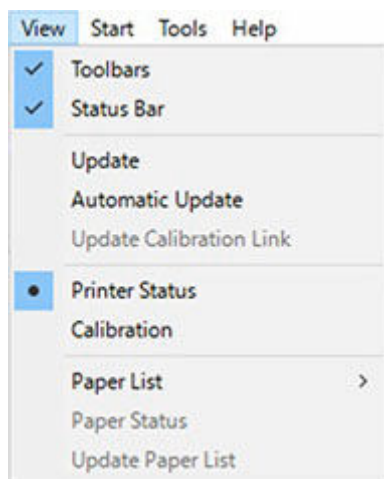 View Start Tools Help
Toolbars
Status Bar
Update
Automatic Update
Update Calibration Link
Printer Status
Calibration
Paper List
Paper Status
Update Paper List